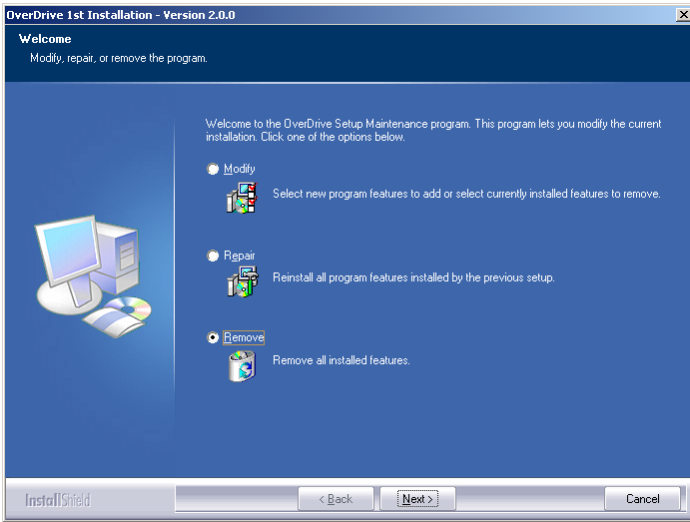 OverDrive 1st Installation - Version 2.0.0
Welcome
Modify, repair, or remove the program.
Welcome to the OverDrive Setup Maintenance program. This program lets you modify the current
installation. Click one of the options below.
Modify
Select new program features to add or select currently installed features to remove.
Repair
Reinstall all program features installed by the previous setup.
Remove
Remove all installed features.
InstallShield
< Back
Next >
Cancel